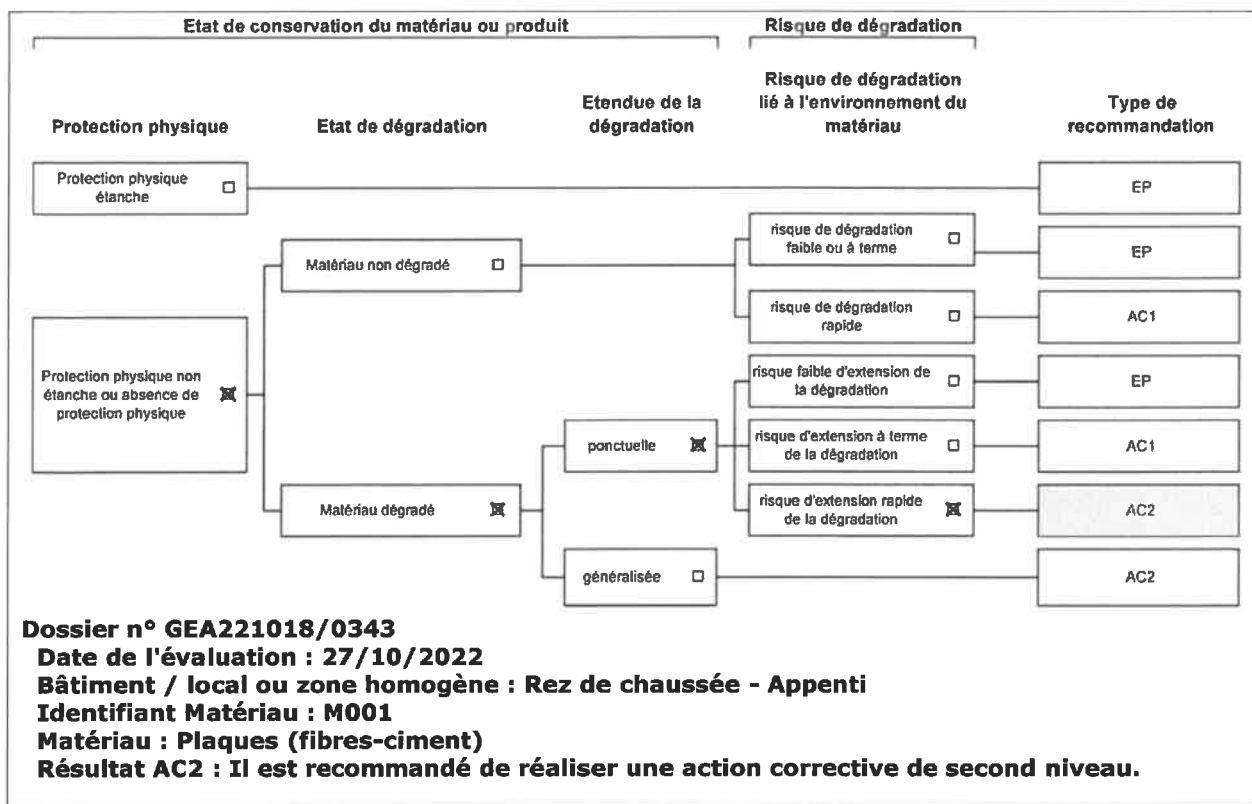 Etat de conservation du matériau ou produit
Risque de dégradation
Protection physique
Etat de dégradation
Etendue de la
dégradation
Risque de dégradation
lié à l'environnement du
matériau
Type de
recommandation
Protection physique
étanche
EP
Matériau non dégradé
risque de dégradation
faible ou à terme
EP
risque de dégradation
rapide
AC1
Protection physique non
étanche ou absence de
protection physique
risque faible d'extension de
la dégradation
EP
ponctuelle
risque d'extension à terme
de la dégradation
AC1
Matériau dégradé
risque d'extension rapide
de la dégradation
AC2
généralisée
AC2
Dossier n° GEA221018/0343
Date de l'évaluation : 27/10/2022
Bâtiment / local ou zone homogène : Rez de chaussée - Appenti
Identifiant Matériau : M001
Matériau : Plaques (fibres-ciment)
Résultat AC2 : Il est recommandé de réaliser une action corrective de second niveau.